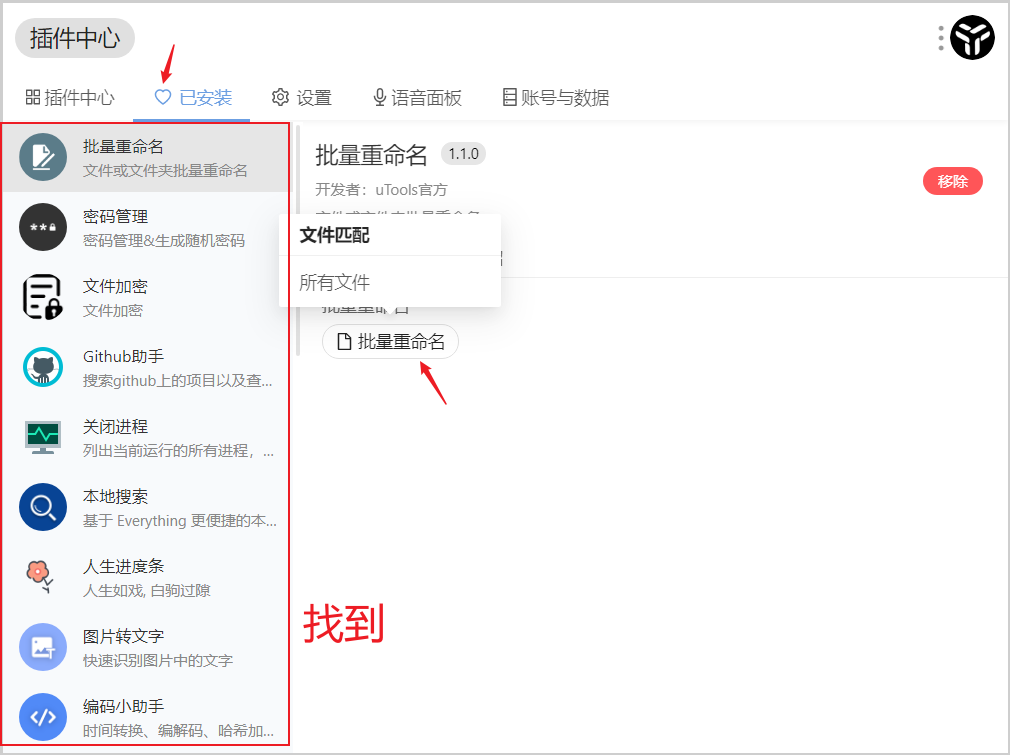 插件中心
插件中心 已安装 设置 语音面板 账号与数据
批量重命名
文件或文件夹批量重命名
密码管理
密码管理&生成随机密码
文件加密
文件加密
Github助手
搜索github上的项目以及查...
关闭进程
列出当前运行的所有进程，...
本地搜索
基于 Everything 更便捷的本...
人生进度条
人生如戏, 白驹过隙
图片转文字
快速识别图片中的文字
编码小助手
时间转换、编解码、哈希加...
批量重命名 1.1.0
开发者：uTools官方
移除
文件匹配
所有文件
批量重命名
找到